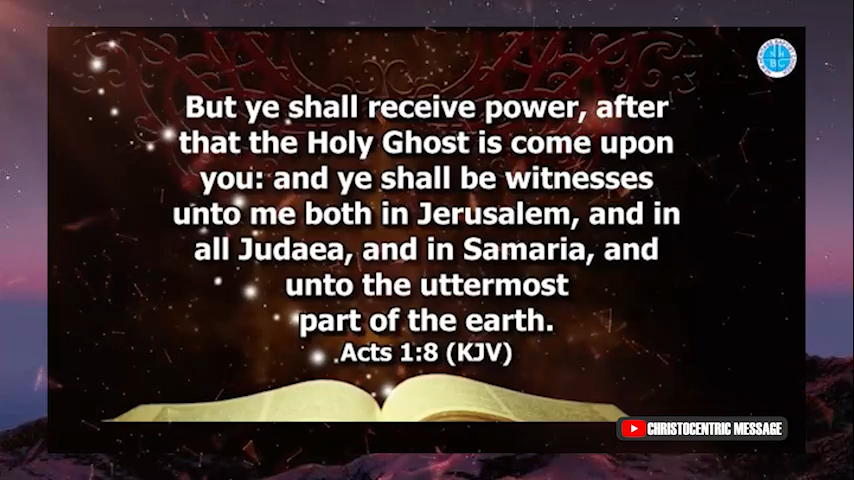 But ye shall receive power, after
that the Holy Ghost is come upon
you: and ye shall be witnesses
unto me both in Jerusalem, and in
all Judaea, and in Samaria, and
unto the uttermost
part of the earth.
Acts 1:8 (KJV)
CHRISTOCENTRIC MESSAGE